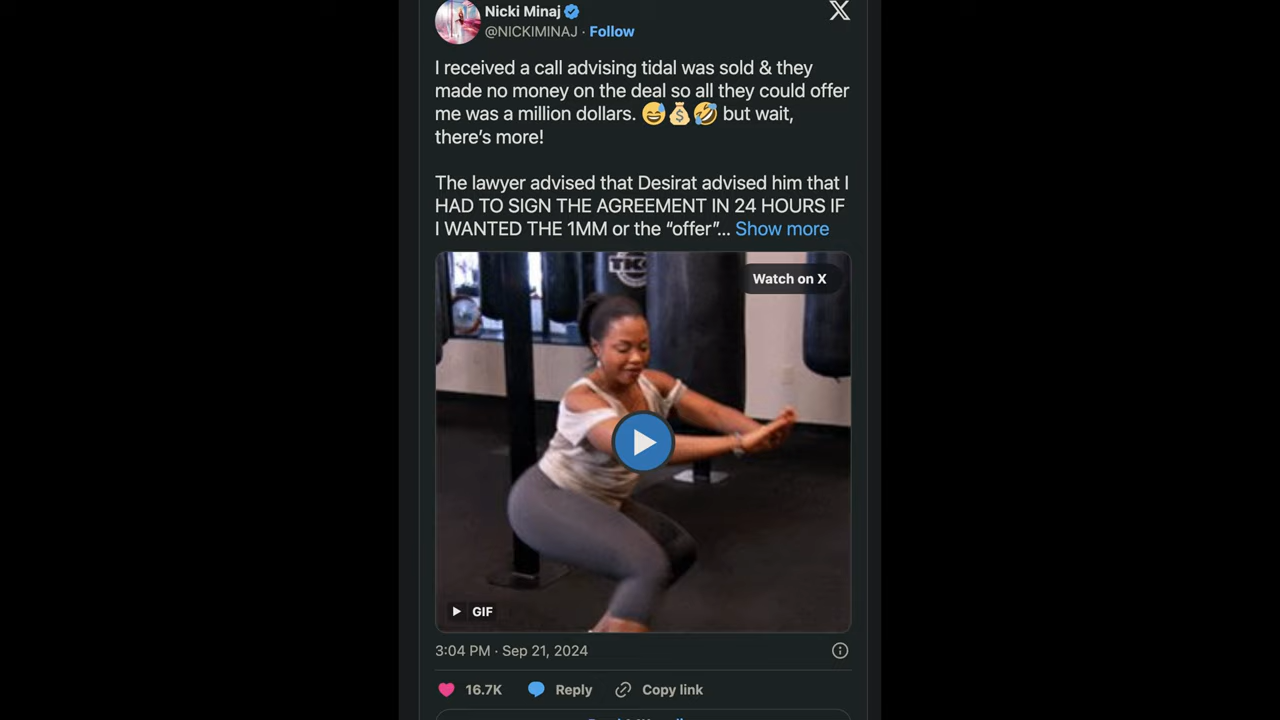 Nicki Minaj
@NICKIMINAJ · Follow
I received a call advising tidal was sold & they
made no money on the deal so all they could offer
me was a million dollars. 😅💰🤣 but wait,
there’s more!
The lawyer advised that Desirat advised him that I
HAD TO SIGN THE AGREEMENT IN 24 HOURS IF
I WANTED THE 1MM or the “offer”... Show more
Watch on X
GIF
3:04 PM · Sep 21, 2024
16.7K Reply Copy link